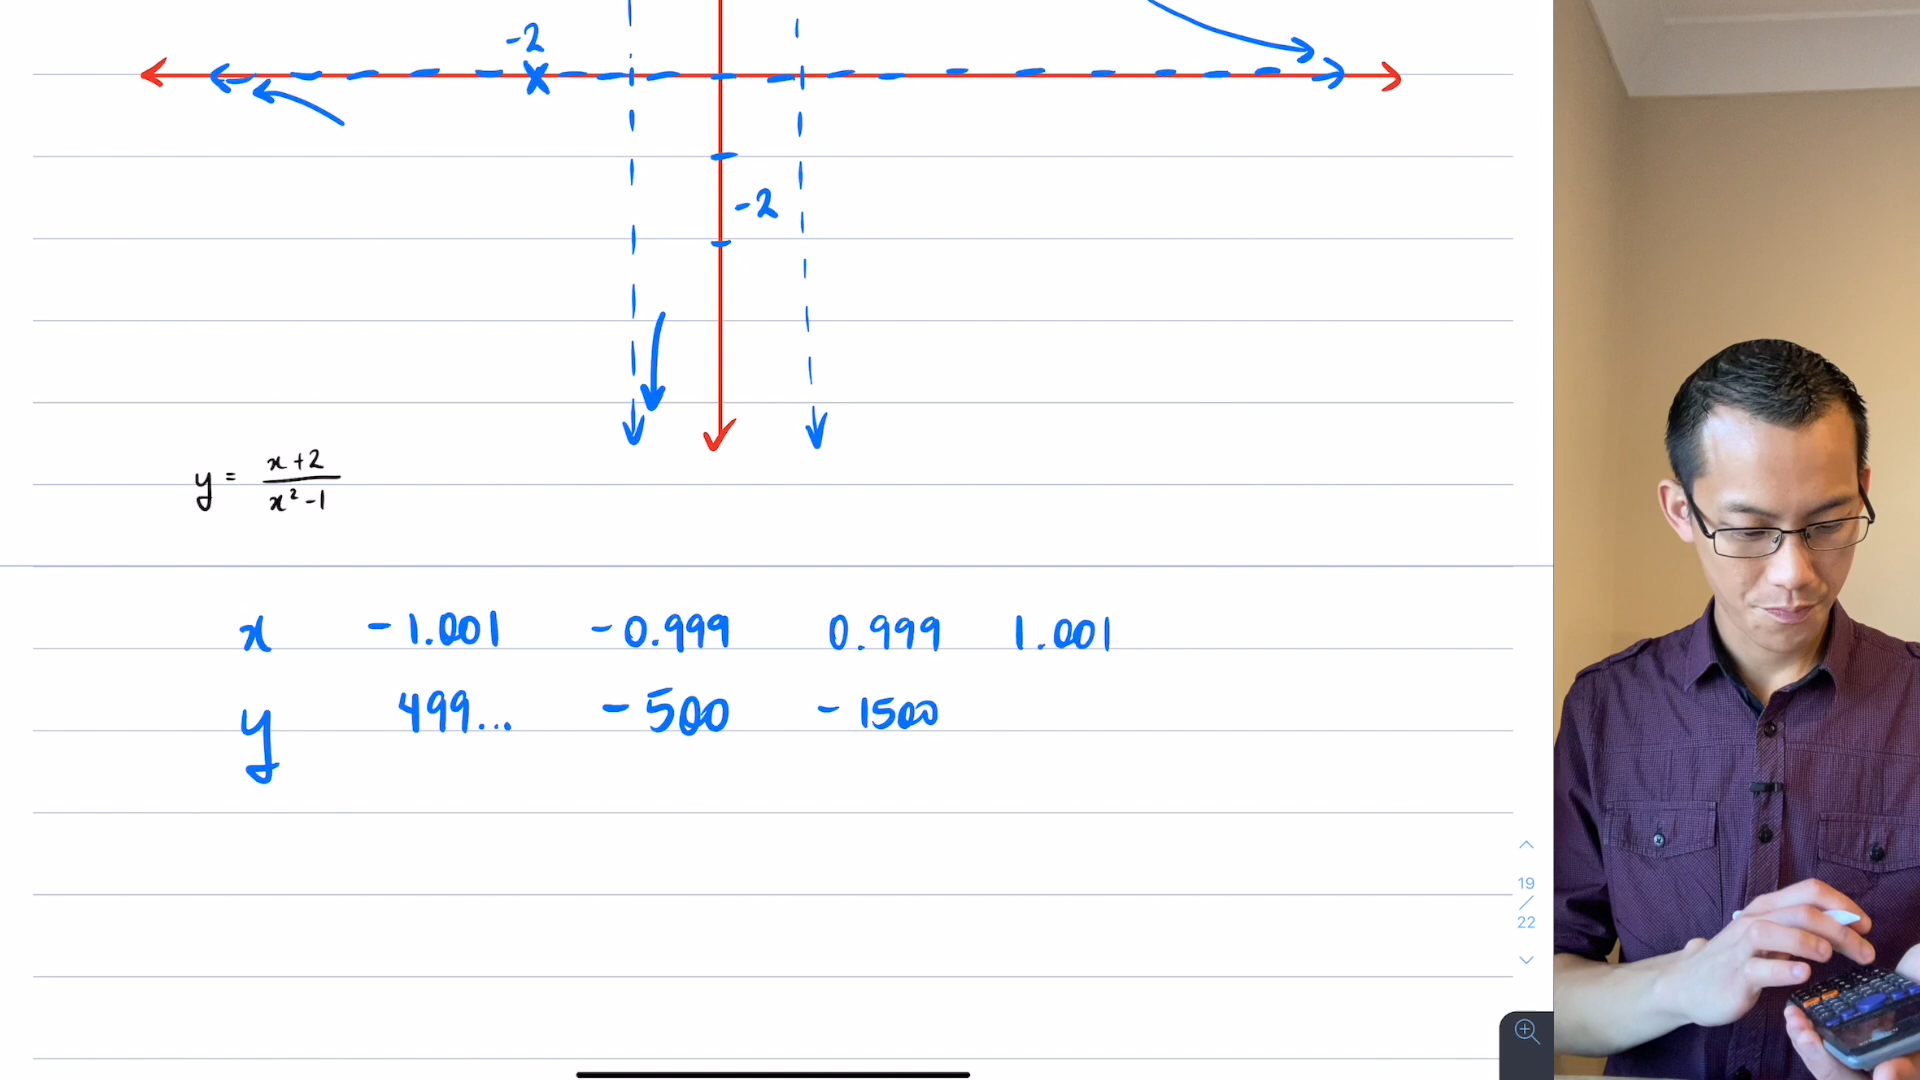 -2
-2
y = x+2 / x²-1
x -1.001 -0.999 0.999 1.001
y 499... -500 -1500
19
/
22